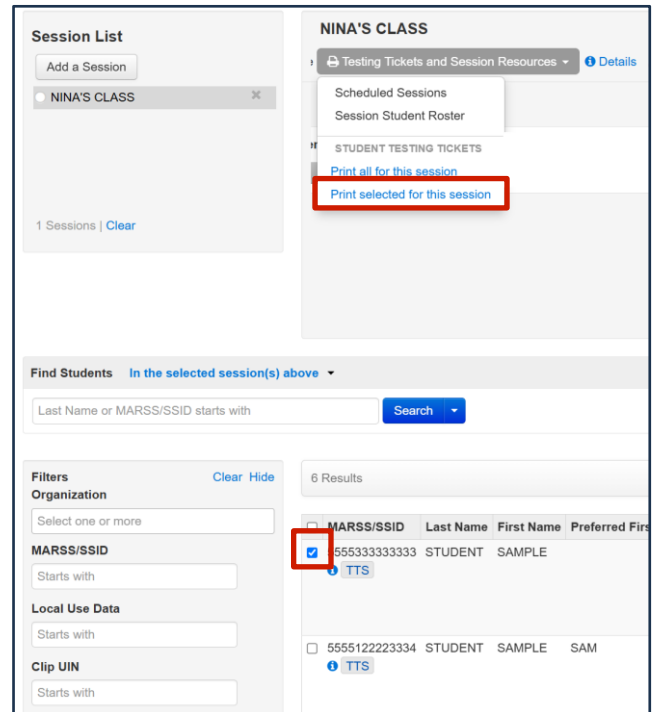 Session List
Add a Session
NINA'S CLASS
1 Sessions | Clear
NINA'S CLASS
Testing Tickets and Session Resources
Details
Scheduled Sessions
Session Student Roster
STUDENT TESTING TICKETS
Print all for this session
Print selected for this session
Find Students In the selected session(s) above
Last Name or MARSS/SSID starts with
Search
Filters Clear Hide
Organization
Select one or more
MARSS/SSID
Starts with
Local Use Data
Starts with
Clip UIN
Starts with
6 Results
MARSS/SSID Last Name First Name Preferred Firs
5555333333333 STUDENT SAMPLE
TTS
5555122223334 STUDENT SAMPLE SAM
TTS